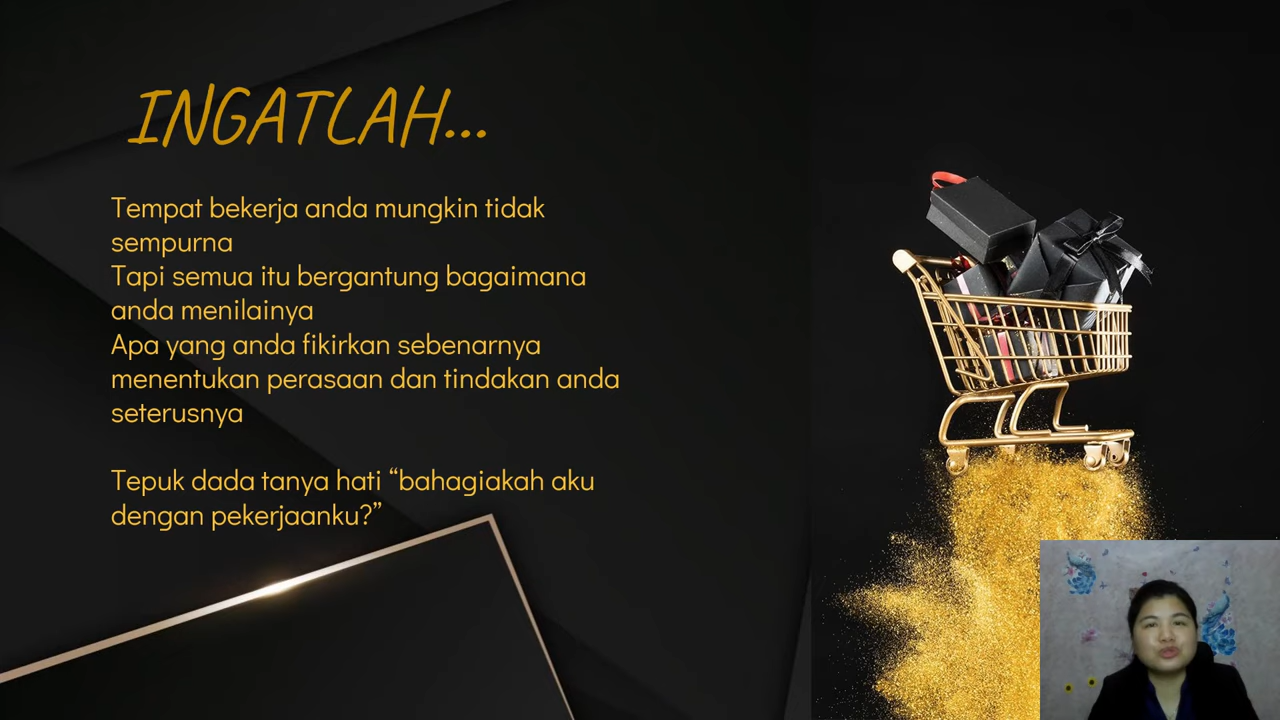 INGATLAH...
Tempat bekerja anda mungkin tidak
sempurna
Tapi semua itu bergantung bagaimana
anda menilainya
Apa yang anda fikirkan sebenarnya
menentukan perasaan dan tindakan anda
seterusnya
Tepuk dada tanya hati “bahagiakah aku
dengan pekerjaanku?”